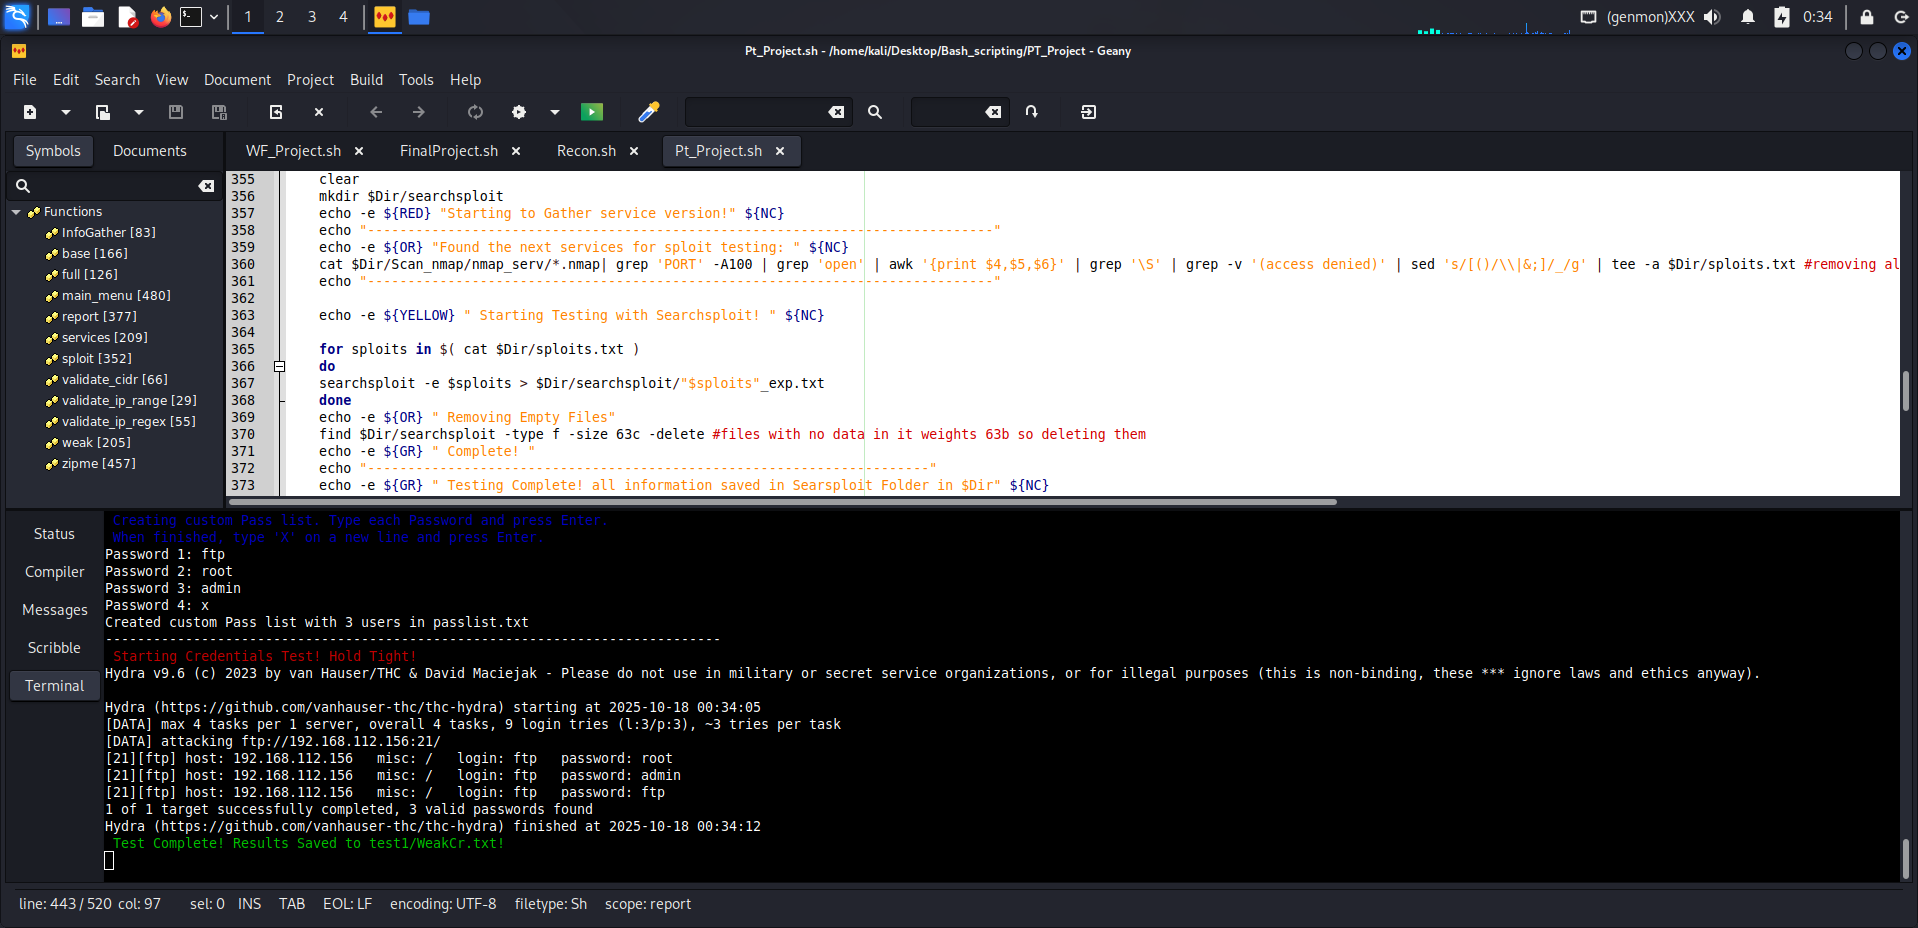 1 2 3 4 (genmon)XXX 0:34
Pt_Project.sh - /home/kali/Desktop/Bash_scripting/PT_Project - Geany
File Edit Search View Document Project Build Tools Help
Symbols Documents
WF_Project.sh FinalProject.sh Recon.sh Pt_Project.sh
Functions
InfoGather [83]
base [166]
full [126]
main_menu [480]
report [377]
services [209]
sploit [352]
validate_cidr [66]
validate_ip_range [29]
validate_ip_regex [55]
weak [205]
zipme [457]
355 clear
356 mkdir $Dir/searchsploit
357 echo -e ${RED} "Starting to Gather service version!" ${NC}
358 echo "------------------------------------------------------------------------------"
359 echo -e ${OR} "Found the next services for sploit testing: " ${NC}
360 cat $Dir/Scan_nmap/nmap_serv/*.nmap| grep 'PORT' -A100 | grep 'open' | awk '{print $4,$5,$6}' | grep '\S' | grep -v '(access denied)' | sed 's/[()/\\|&;]/_/g' | tee -a $Dir/sploits.txt #removing al
361 echo "------------------------------------------------------------------------------"
362
363 echo -e ${YELLOW} " Starting Testing with Searchsploit! " ${NC}
364
365 for sploits in $( cat $Dir/sploits.txt )
366 do
367 searchsploit -e $sploits > $Dir/searchsploit/"$sploits"_exp.txt
368 done
369 echo -e ${OR} " Removing Empty Files"
370 find $Dir/searchsploit -type f -size 63c -delete #files with no data in it weights 63b so deleting them
371 echo -e ${GR} " Complete! "
372 echo "----------------------------------------------------------------------"
373 echo -e ${GR} " Testing Complete! all information saved in Searsploit Folder in $Dir" ${NC}
Status
Compiler
Messages
Scribble
Terminal
Creating custom Pass list. Type each Password and press Enter.
When finished, type 'X' on a new line and press Enter.
Password 1: ftp
Password 2: root
Password 3: admin
Password 4: x
Created custom Pass list with 3 users in passlist.txt
-----------------------------------------------------------------------------
Starting Credentials Test! Hold Tight!
Hydra v9.6 (c) 2023 by van Hauser/THC & David Maciejak - Please do not use in military or secret service organizations, or for illegal purposes (this is non-binding, these *** ignore laws and ethics anyway).
Hydra (https://github.com/vanhauser-thc/thc-hydra) starting at 2025-10-18 00:34:05
[DATA] max 4 tasks per 1 server, overall 4 tasks, 9 login tries (l:3/p:3), ~3 tries per task
[DATA] attacking ftp://192.168.112.156:21/
[21][ftp] host: 192.168.112.156 misc: / login: ftp password: root
[21][ftp] host: 192.168.112.156 misc: / login: ftp password: admin
[21][ftp] host: 192.168.112.156 misc: / login: ftp password: ftp
1 of 1 target successfully completed, 3 valid passwords found
Hydra (https://github.com/vanhauser-thc/thc-hydra) finished at 2025-10-18 00:34:12
Test Complete! Results Saved to test1/WeakCr.txt!
line: 443 / 520 col: 97 sel: 0 INS TAB EOL: LF encoding: UTF-8 filetype: Sh scope: report